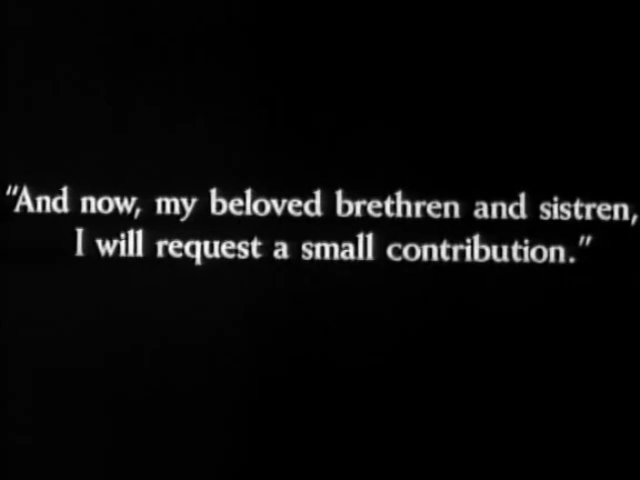 "And now, my beloved brethren and sistren,
I will request a small contribution."